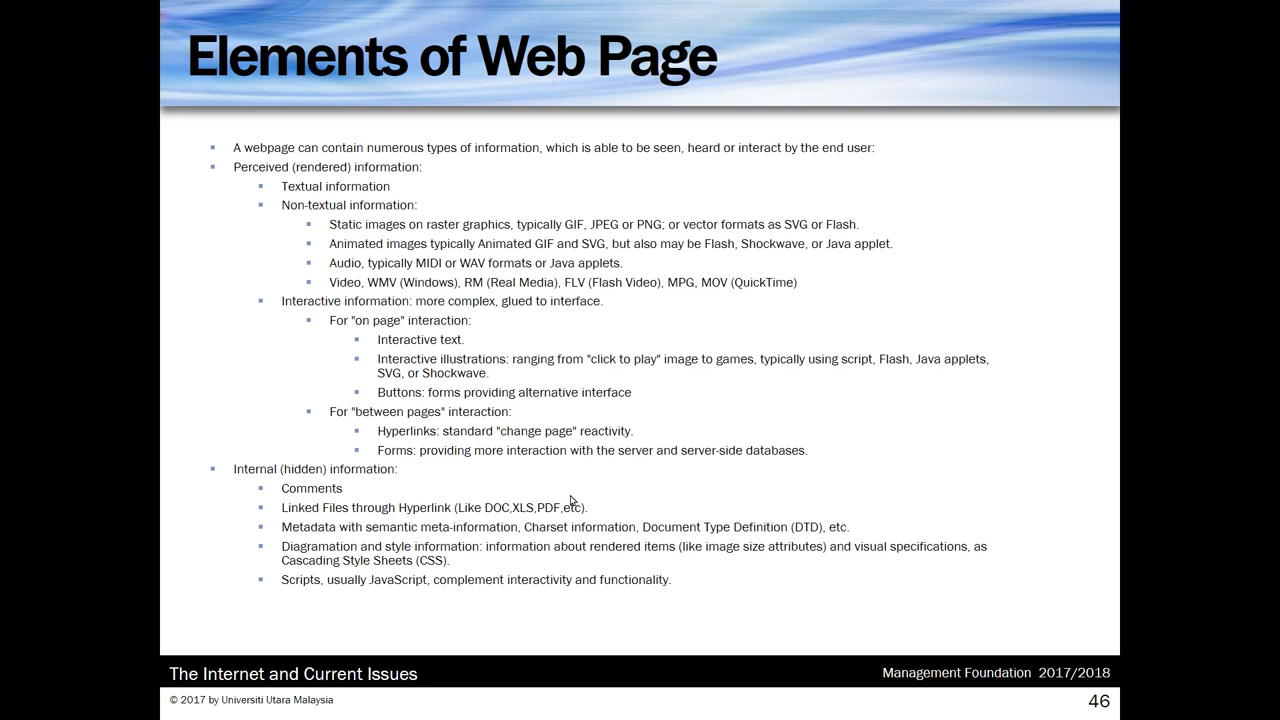 Elements of Web Page
A webpage can contain numerous types of information, which is able to be seen, heard or interact by the end user:
Perceived (rendered) information:
Textual information
Non-textual information:
Static images on raster graphics, typically GIF, JPEG or PNG; or vector formats as SVG or Flash.
Animated images typically Animated GIF and SVG, but also may be Flash, Shockwave, or Java applet.
Audio, typically MIDI or WAV formats or Java applets.
Video, WMV (Windows), RM (Real Media), FLV (Flash Video), MPG, MOV (QuickTime)
Interactive information: more complex, glued to interface.
For "on page" interaction:
Interactive text.
Interactive illustrations: ranging from "click to play" image to games, typically using script, Flash, Java applets,
SVG, or Shockwave.
Buttons: forms providing alternative interface
For "between pages" interaction:
Hyperlinks: standard "change page" reactivity.
Forms: providing more interaction with the server and server-side databases.
Internal (hidden) information:
Comments
Linked Files through Hyperlink (Like DOC,XLS,PDF,etc).
Metadata with semantic meta-information, Charset information, Document Type Definition (DTD), etc.
Diagramation and style information: information about rendered items (like image size attributes) and visual specifications, as
Cascading Style Sheets (CSS).
Scripts, usually JavaScript, complement interactivity and functionality.
The Internet and Current Issues
Management Foundation 2017/2018
© 2017 by Universiti Utara Malaysia
46